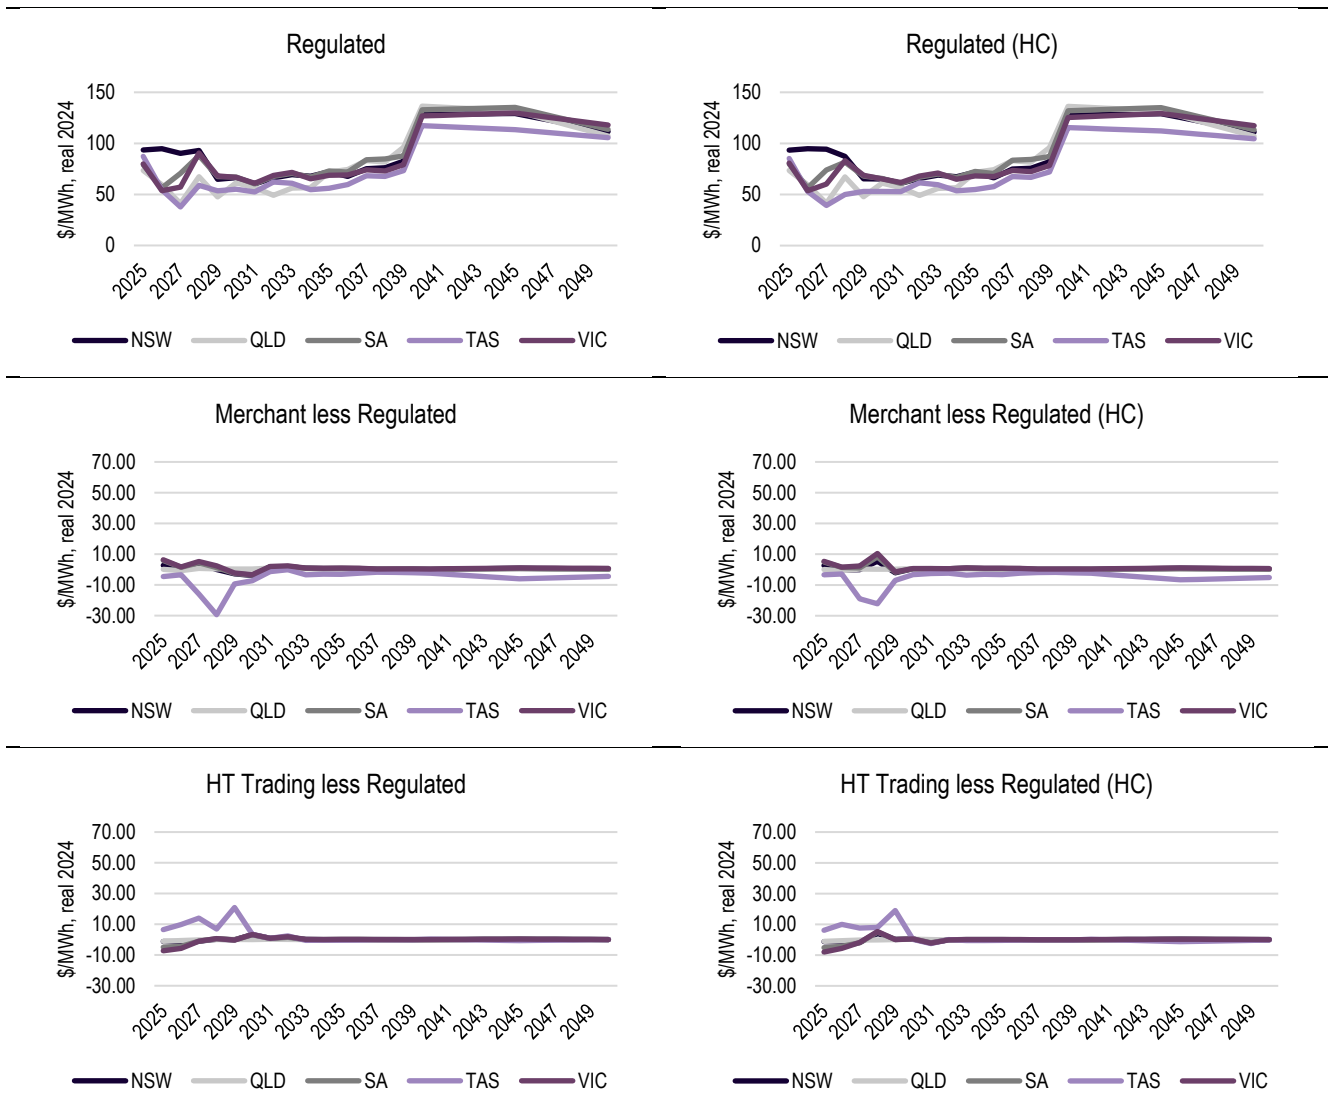 Regulated
$/MWh, real 2024
150
100
50
0
2025 2027 2029 2031 2033 2035 2037 2039 2041 2043 2045 2047 2049
NSW QLD SA TAS VIC
Regulated (HC)
$/MWh, real 2024
150
100
50
0
2025 2027 2029 2031 2033 2035 2037 2039 2041 2043 2045 2047 2049
NSW QLD SA TAS VIC
Merchant less Regulated
$/MWh, real 2024
70.00
50.00
30.00
10.00
-10.00
-30.00
2025 2027 2029 2031 2033 2035 2037 2039 2041 2043 2045 2047 2049
NSW QLD SA TAS VIC
Merchant less Regulated (HC)
$/MWh, real 2024
70.00
50.00
30.00
10.00
-10.00
-30.00
2025 2027 2029 2031 2033 2035 2037 2039 2041 2043 2045 2047 2049
NSW QLD SA TAS VIC
HT Trading less Regulated
$/MWh, real 2024
70.00
50.00
30.00
10.00
-10.00
-30.00
2025 2027 2029 2031 2033 2035 2037 2039 2041 2043 2045 2047 2049
NSW QLD SA TAS VIC
HT Trading less Regulated (HC)
$/MWh, real 2024
70.00
50.00
30.00
10.00
-10.00
-30.00
2025 2027 2029 2031 2033 2035 2037 2039 2041 2043 2045 2047 2049
NSW QLD SA TAS VIC